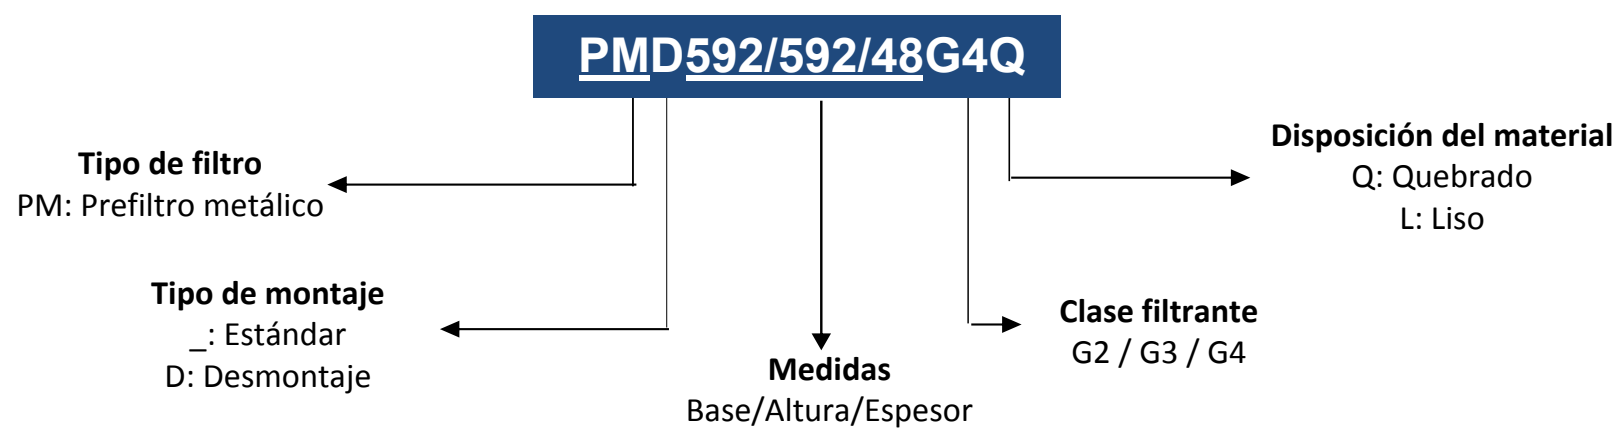 PMD592/592/48G4Q
Tipo de filtro
PM: Prefiltro metálico
Tipo de montaje
_: Estándar
D: Desmontaje
Medidas
Base/Altura/Espesor
Clase filtrante
G2 / G3 / G4
Disposición del material
Q: Quebrado
L: Liso